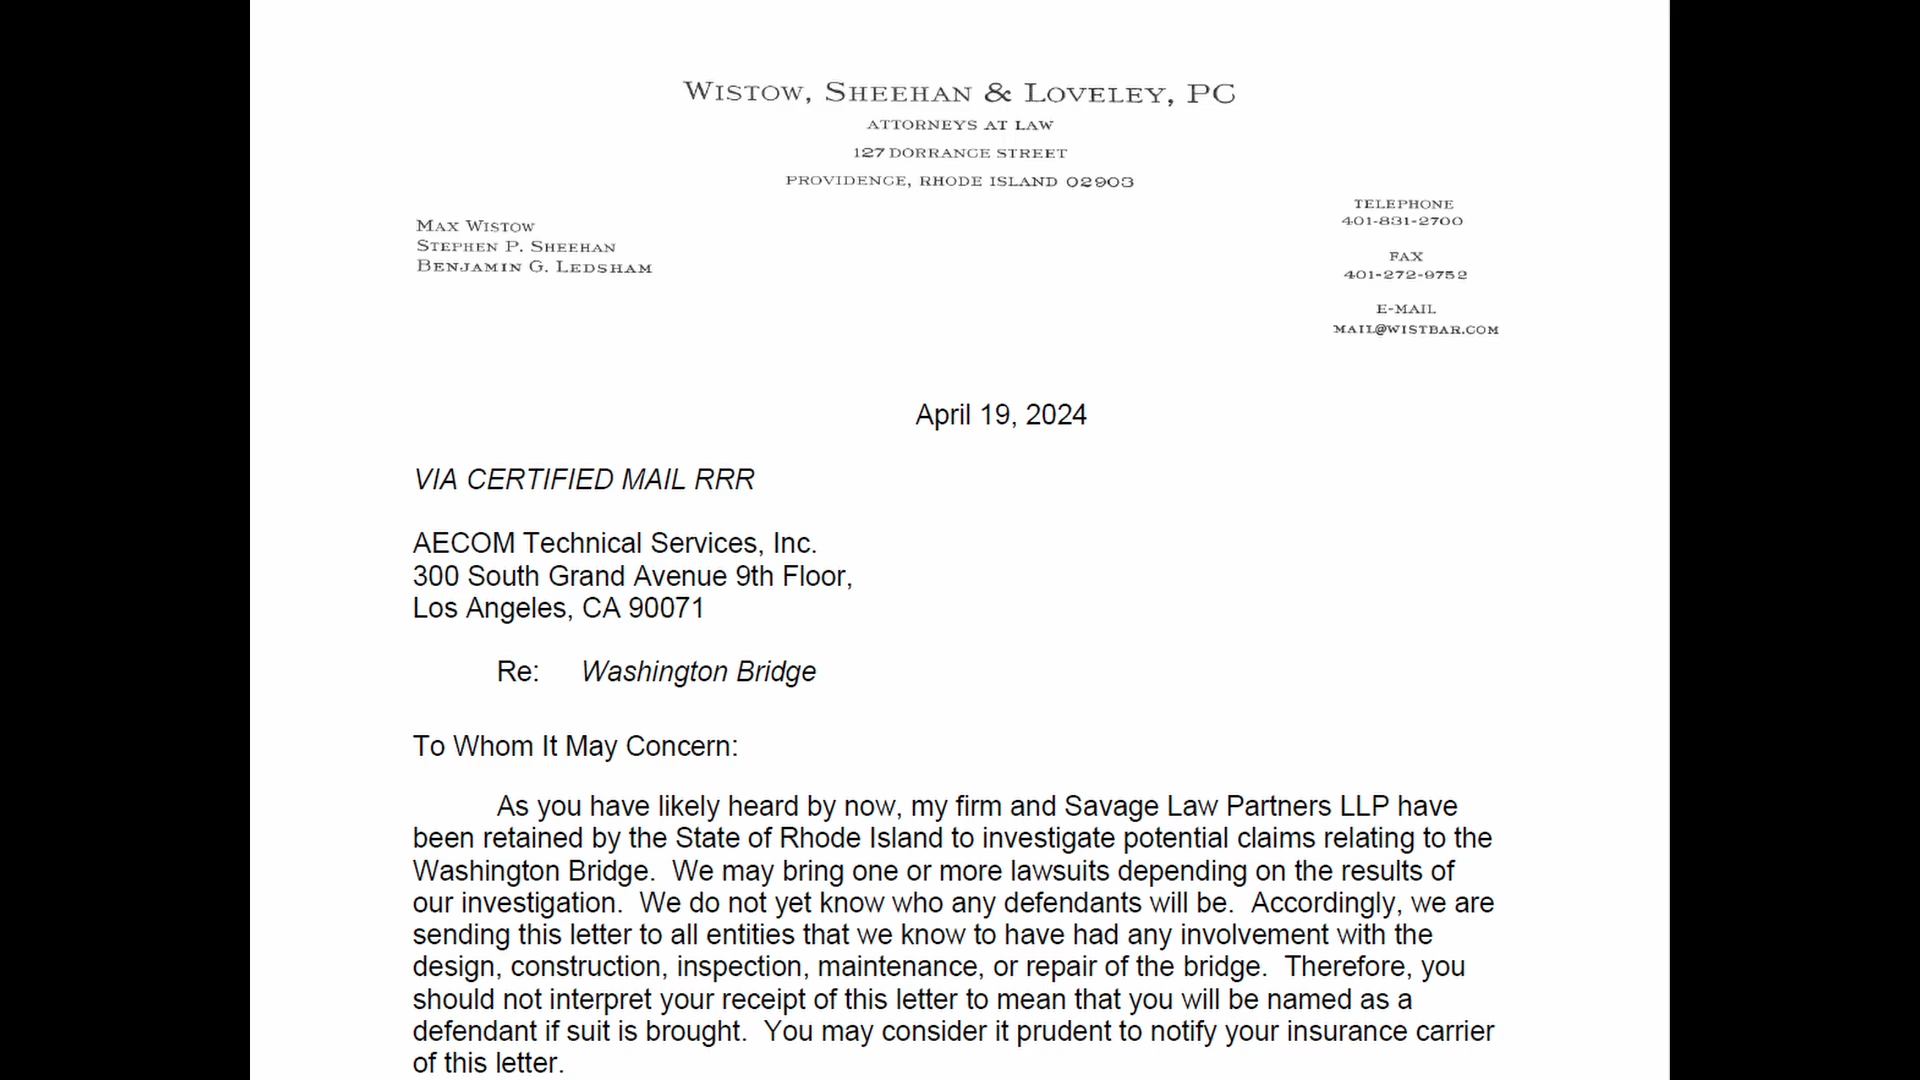 WISTOW, SHEEHAN & LOVELEY, PC
ATTORNEYS AT LAW
127 DORRANCE STREET
PROVIDENCE, RHODE ISLAND 02903
MAX WISTOW
STEPHEN P. SHEEHAN
BENJAMIN G. LEDSHAM
TELEPHONE
401-831-2700
FAX
401-272-9752
E-MAIL
MAIL@WISTBAR.COM
April 19, 2024
VIA CERTIFIED MAIL RRR
AECOM Technical Services, Inc.
300 South Grand Avenue 9th Floor,
Los Angeles, CA 90071
Re: Washington Bridge
To Whom It May Concern:
As you have likely heard by now, my firm and Savage Law Partners LLP have
been retained by the State of Rhode Island to investigate potential claims relating to the
Washington Bridge. We may bring one or more lawsuits depending on the results of
our investigation. We do not yet know who any defendants will be. Accordingly, we are
sending this letter to all entities that we know to have had any involvement with the
design, construction, inspection, maintenance, or repair of the bridge. Therefore, you
should not interpret your receipt of this letter to mean that you will be named as a
defendant if suit is brought. You may consider it prudent to notify your insurance carrier
of this letter.